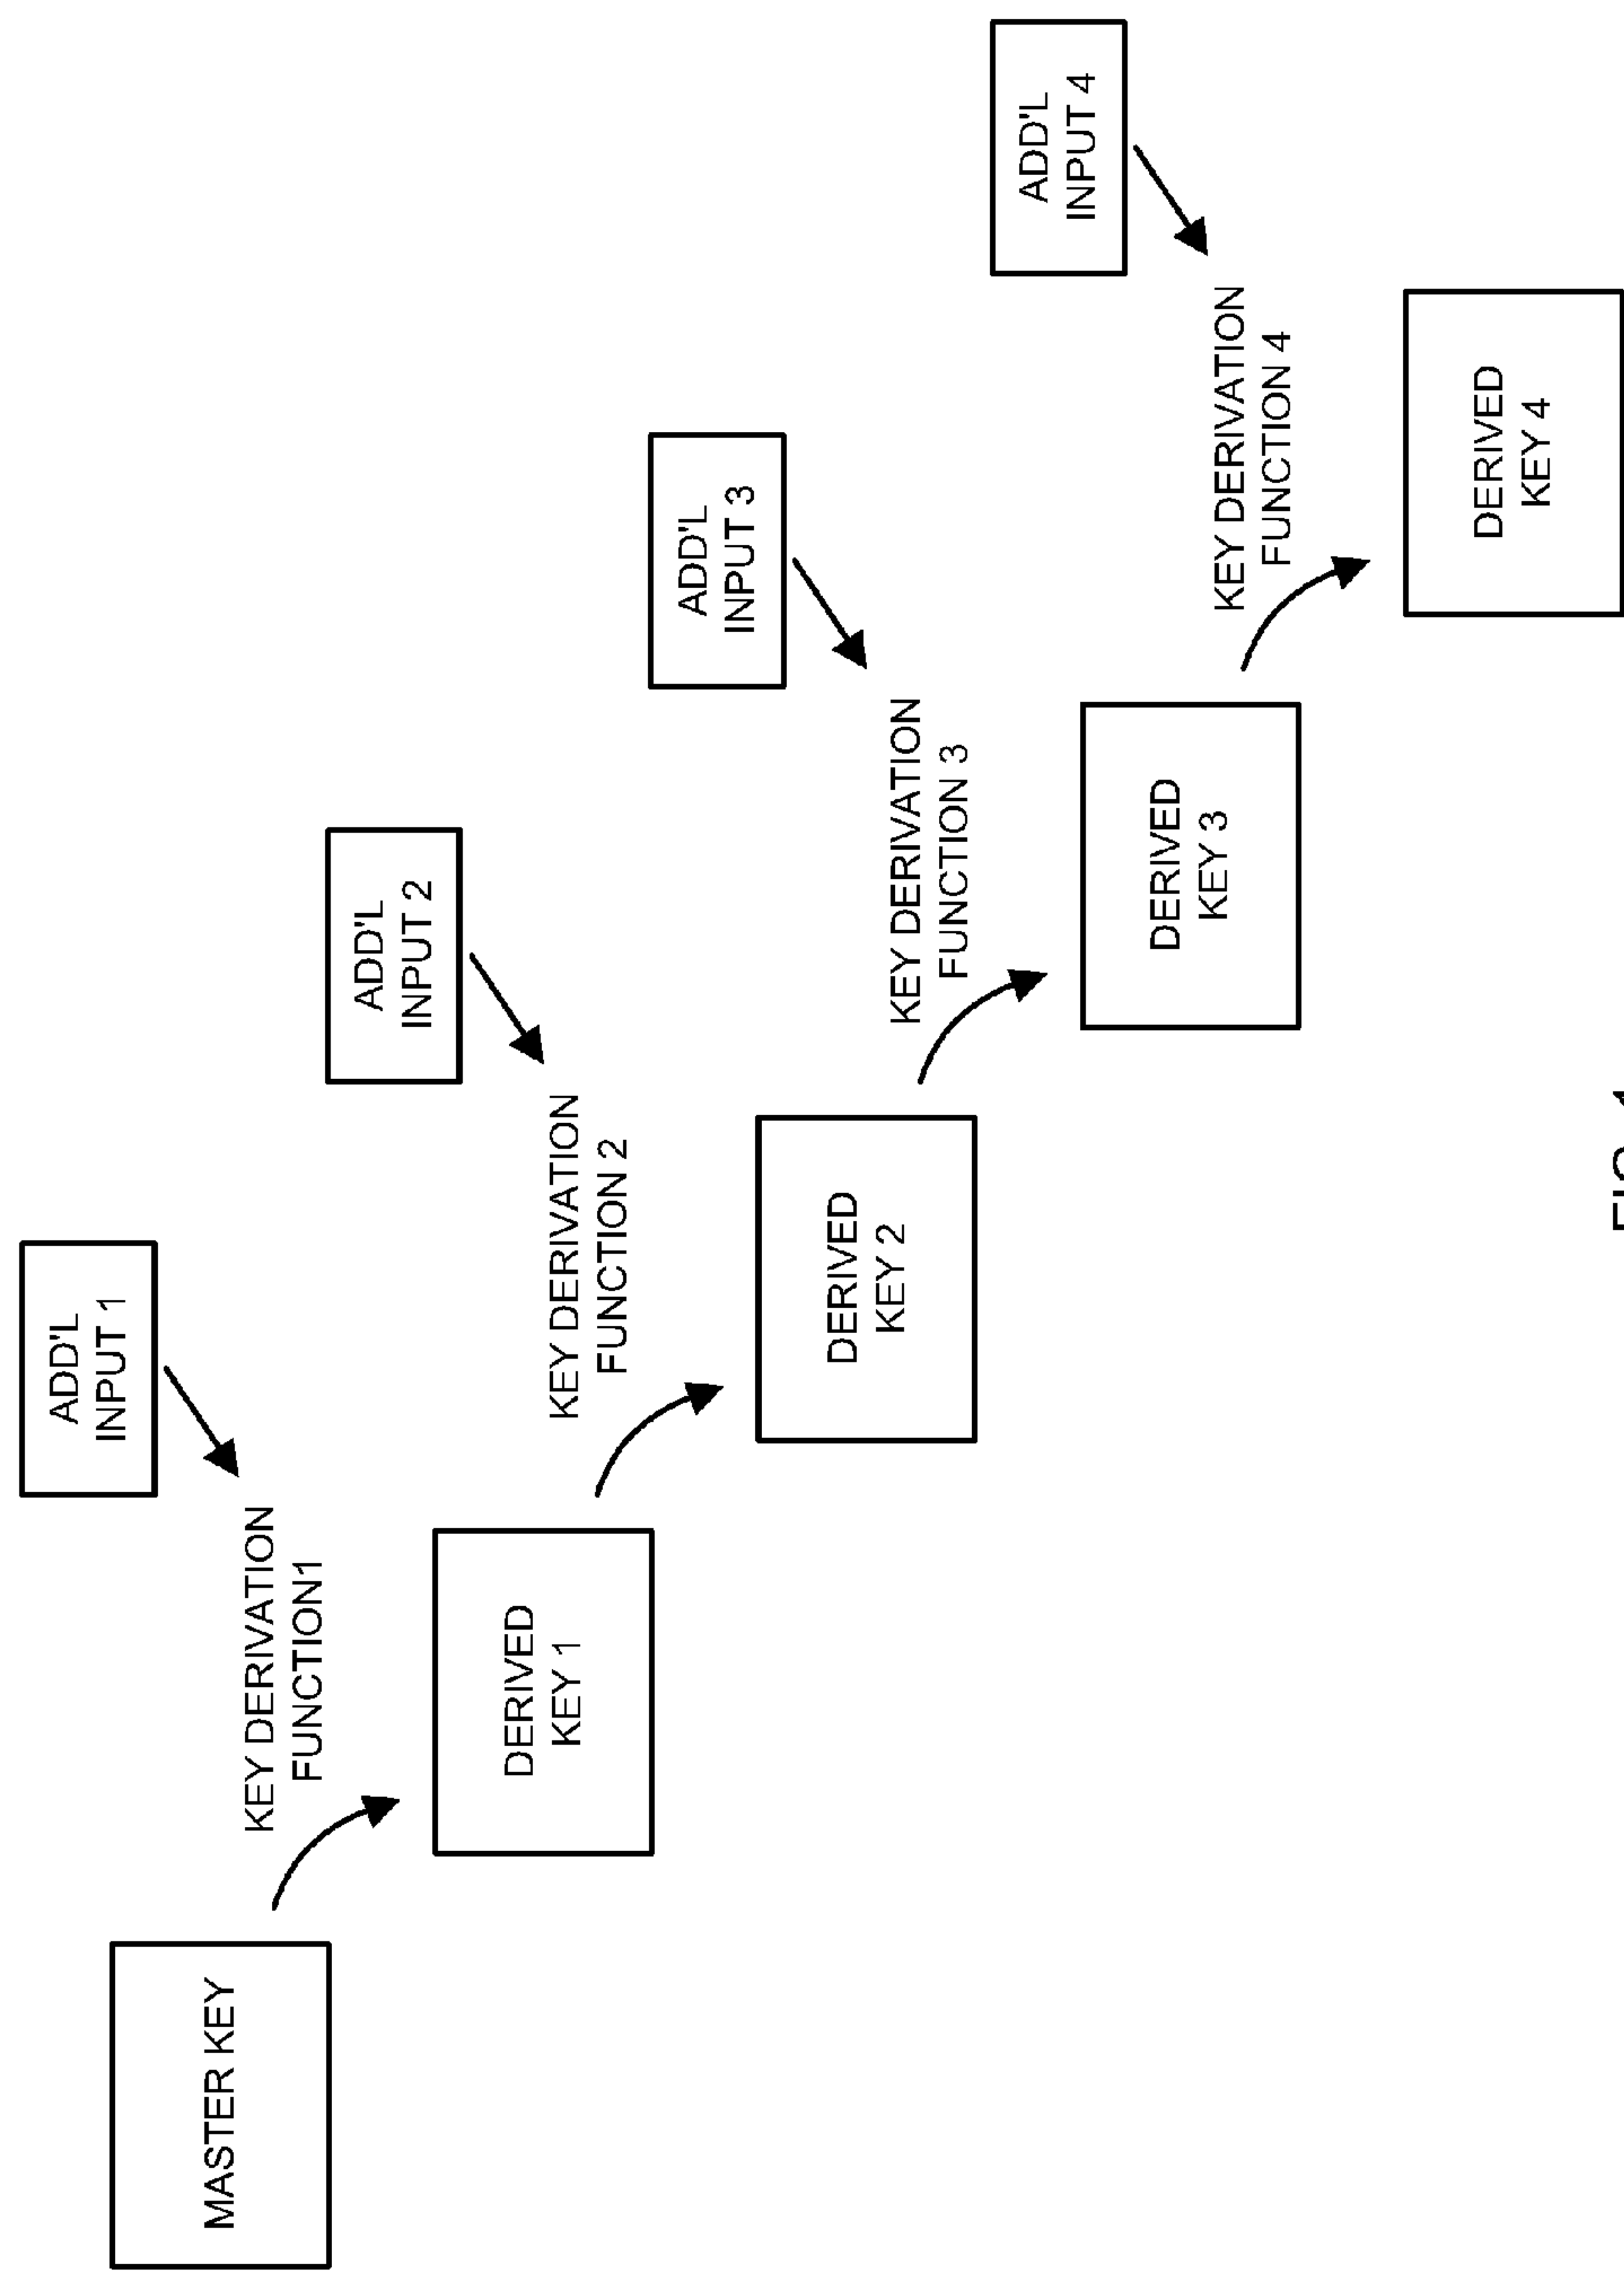 MASTER KEY
ADD'L
INPUT 1
KEY DERIVATION
FUNCTION1
DERIVED
KEY 1
ADD'L
INPUT 2
KEY DERIVATION
FUNCTION 2
DERIVED
KEY 2
ADD'L
INPUT 3
KEY DERIVATION
FUNCTION 3
DERIVED
KEY 3
ADD'L
INPUT 4
KEY DERIVATION
FUNCTION 4
DERIVED
KEY 4